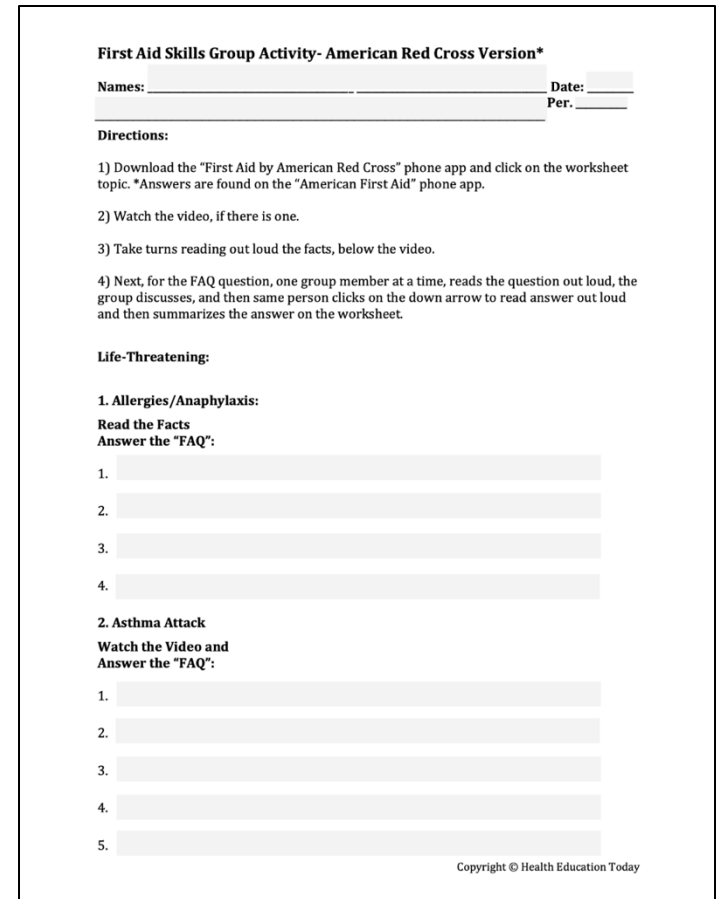 First Aid Skills Group Activity- American Red Cross Version*
Names: ______________________________ ____________________________ Date: _______
Per. ________
Directions:
1) Download the “First Aid by American Red Cross” phone app and click on the worksheet
topic. *Answers are found on the “American First Aid” phone app.
2) Watch the video, if there is one.
3) Take turns reading out loud the facts, below the video.
4) Next, for the FAQ question, one group member at a time, reads the question out loud, the
group discusses, and then same person clicks on the down arrow to read answer out loud
and then summarizes the answer on the worksheet.
Life-Threatening:
1. Allergies/Anaphylaxis:
Read the Facts
Answer the “FAQ”:
1.
2.
3.
4.
2. Asthma Attack
Watch the Video and
Answer the “FAQ”:
1.
2.
3.
4.
5.
Copyright © Health Education Today